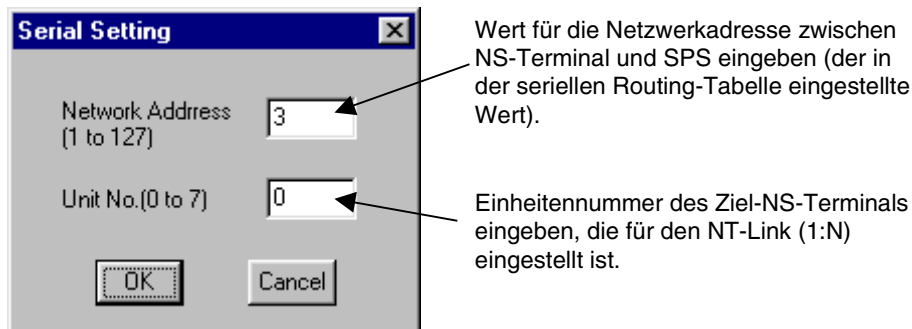 Serial Setting
Network Addrress
(1 to 127)
3
Unit No.(0 to 7)
0
OK
Cancel
Wert für die Netzwerkadresse zwischen
NS-Terminal und SPS eingeben (der in
der seriellen Routing-Tabelle eingestellte
Wert).
Einheitennummer des Ziel-NS-Terminals
eingeben, die für den NT-Link (1:N)
eingestellt ist.